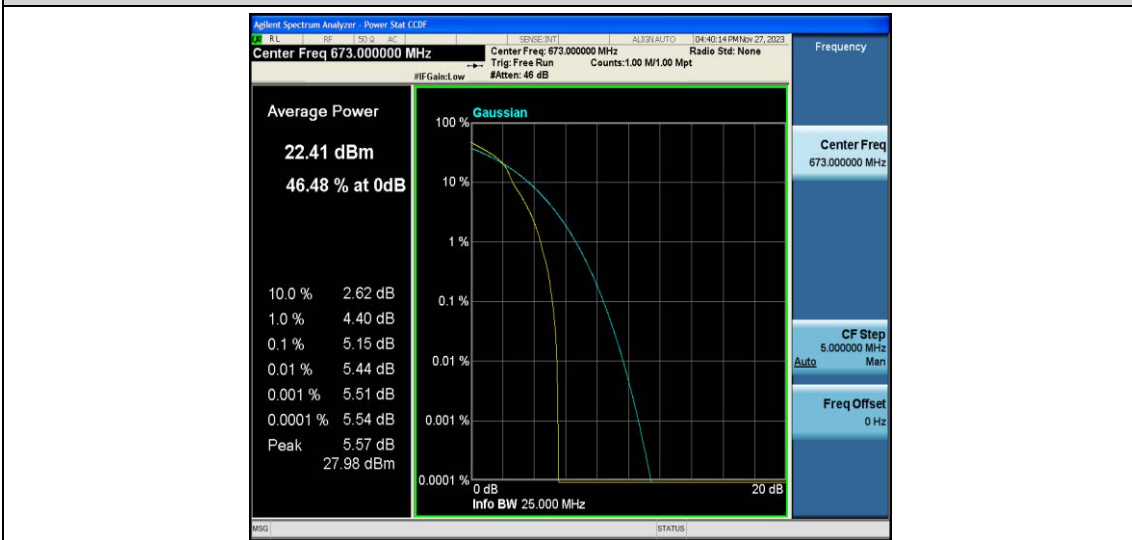 Agilent Spectrum Analyzer - Power Stat CCDF
RL RF 50 Ω AC SENSE:INT ALIGN AUTO 04:40:14 PM Nov 27, 2023
Center Freq 673.000000 MHz
Center Freq: 673.000000 MHz Radio Std: None
Trig: Free Run Counts:1.00 M/1.00 Mpt
#IFGain:Low #Atten: 46 dB
Frequency
Average Power
22.41 dBm
46.48 % at 0dB
10.0 % 2.62 dB
1.0 % 4.40 dB
0.1 % 5.15 dB
0.01 % 5.44 dB
0.001 % 5.51 dB
0.0001 % 5.54 dB
Peak 5.57 dB
27.98 dBm
Gaussian
100 %
10 %
1 %
0.1 %
0.01 %
0.001 %
0.0001 %
0 dB 20 dB
Info BW 25.000 MHz
Center Freq
673.000000 MHz
CF Step
5.000000 MHz
Auto Man
Freq Offset
0 Hz
MSG STATUS